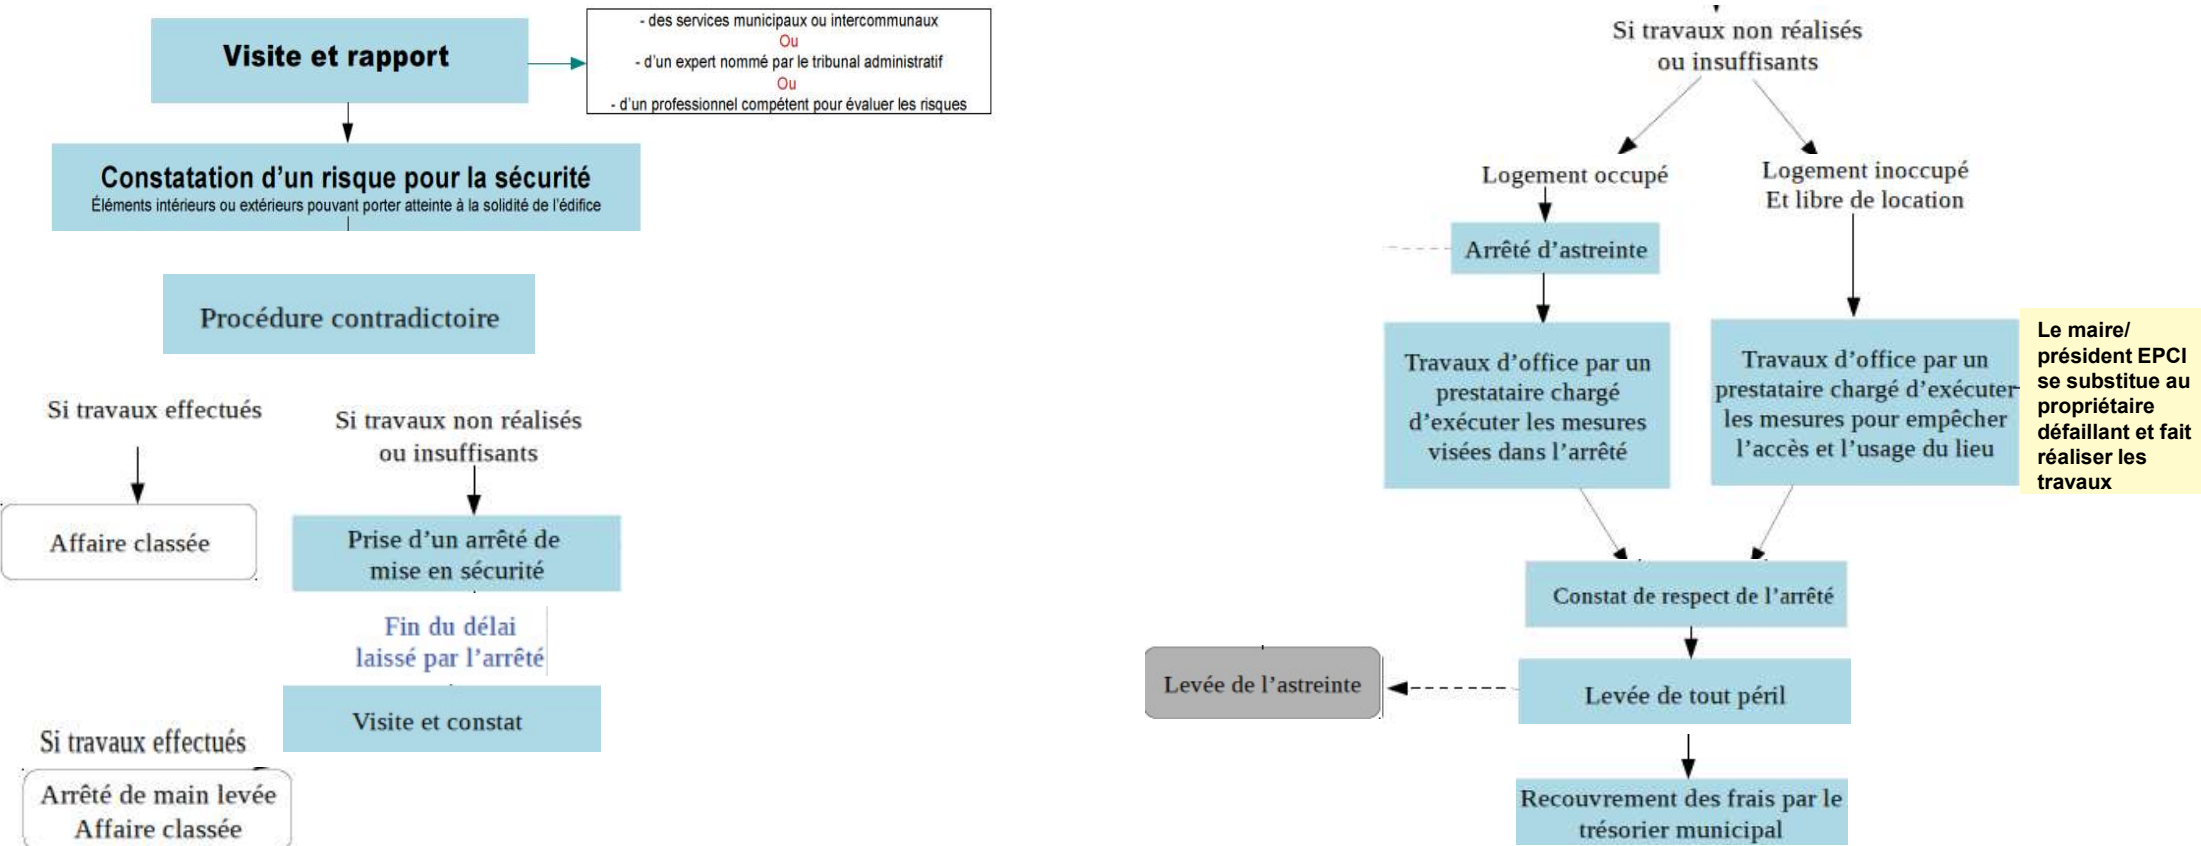 Visite et rapport
- des services municipaux ou intercommunaux
Ou
- d'un expert nommé par le tribunal administratif
Ou
- d'un professionnel compétent pour évaluer les risques
Constatation d'un risque pour la sécurité
Éléments intérieurs ou extérieurs pouvant porter atteinte à la solidité de l'édifice
Procédure contradictoire
Si travaux effectués
Affaire classée
Si travaux non réalisés
ou insuffisants
Prise d'un arrêté de
mise en sécurité
Fin du délai
laissé par l'arrêté
Visite et constat
Si travaux effectués
Arrêté de main levée
Affaire classée
Si travaux non réalisés
ou insuffisants
Logement occupé
Arrêté d'astreinte
Travaux d'office par un
prestataire chargé
d'exécuter les mesures
visées dans l'arrêté
Logement inoccupé
Et libre de location
Travaux d'office par un
prestataire chargé d'exécuter
les mesures pour empêcher
l'accès et l'usage du lieu
Le maire/
président EPCI
se substitue au
propriétaire
défaillant et fait
réaliser les
travaux
Constat de respect de l'arrêté
Levée de l'astreinte
Levée de tout péril
Recouvrement des frais par le
trésorier municipal